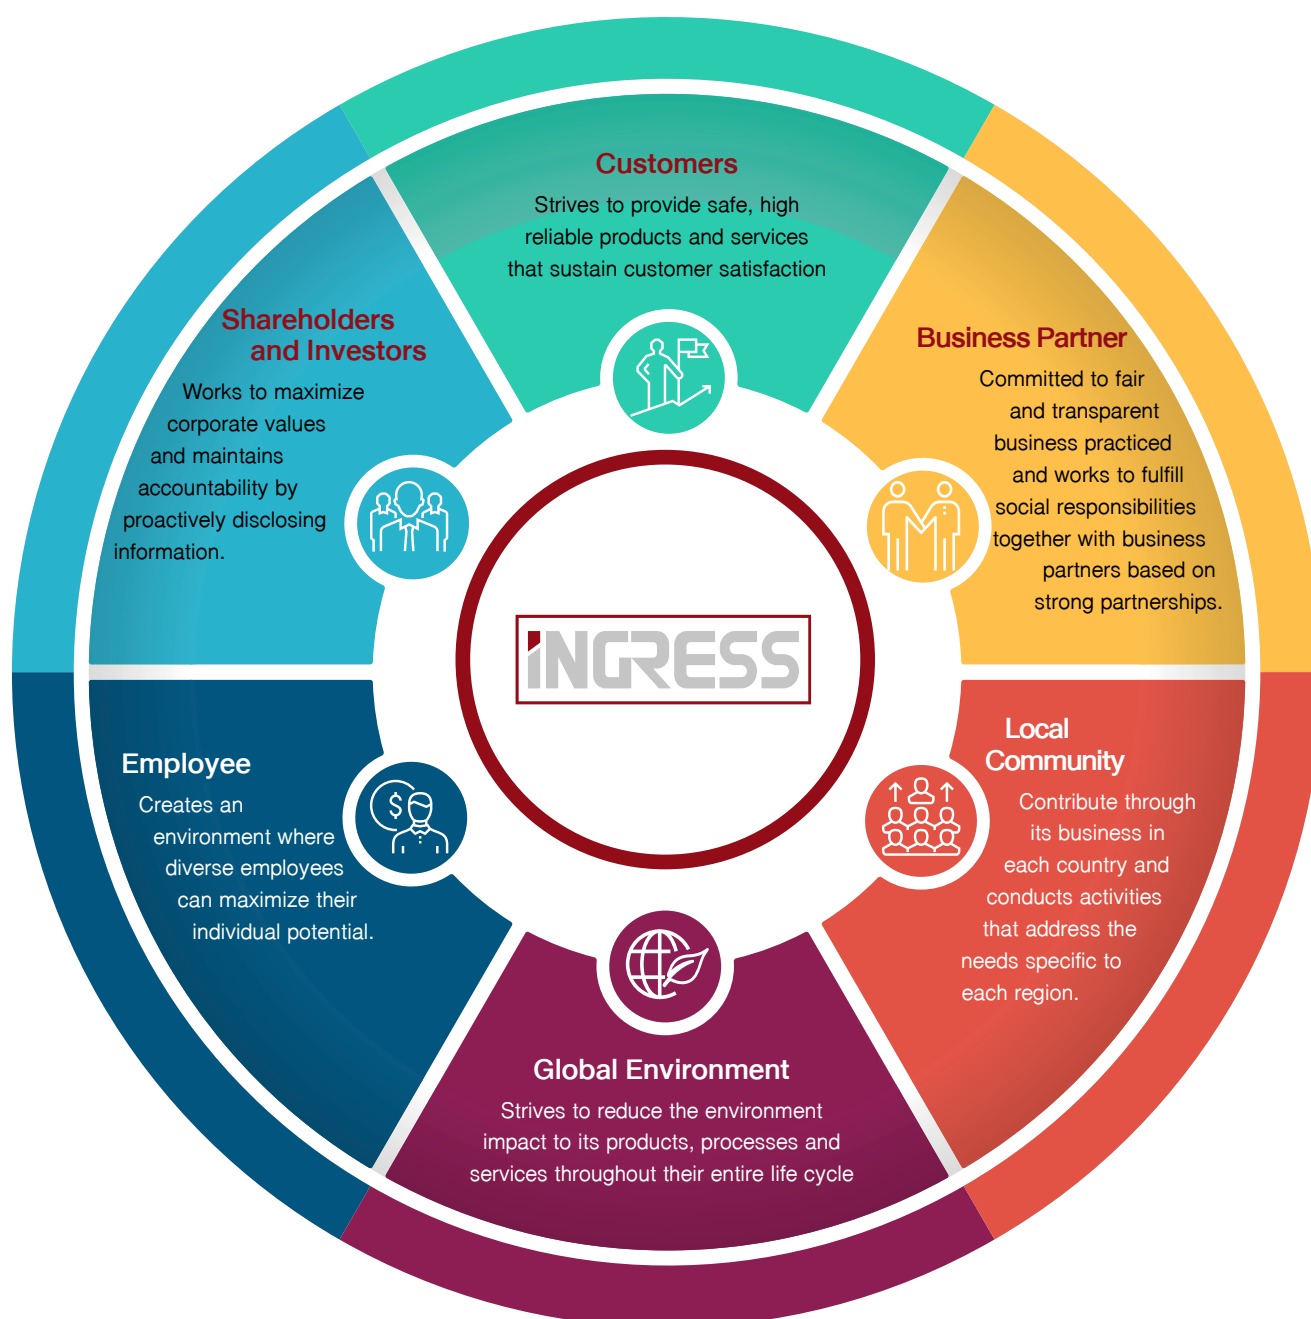 Customers
Strives to provide safe, high
reliable products and services
that sustain customer satisfaction
Business Partner
Committed to fair
and transparent
business practiced
and works to fulfill
social responsibilities
together with business
partners based on
strong partnerships.
Local
Community
Contribute through
its business in
each country and
conducts activities
that address the
needs specific to
each region.
Global Environment
Strives to reduce the environment
impact to its products, processes and
services throughout their entire life cycle
Employee
Creates an
environment where
diverse employees
can maximize their
individual potential.
$
Shareholders
and Investors
Works to maximize
corporate values
and maintains
accountability by
proactively disclosing
information.
iNGRESS